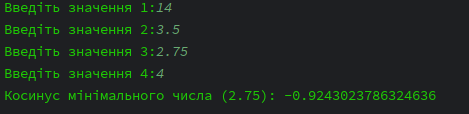 Введіть значення 1:14
Введіть значення 2:3.5
Введіть значення 3:2.75
Введіть значення 4:4
Косинус мінімального числа (2.75): -0.9243023786324636